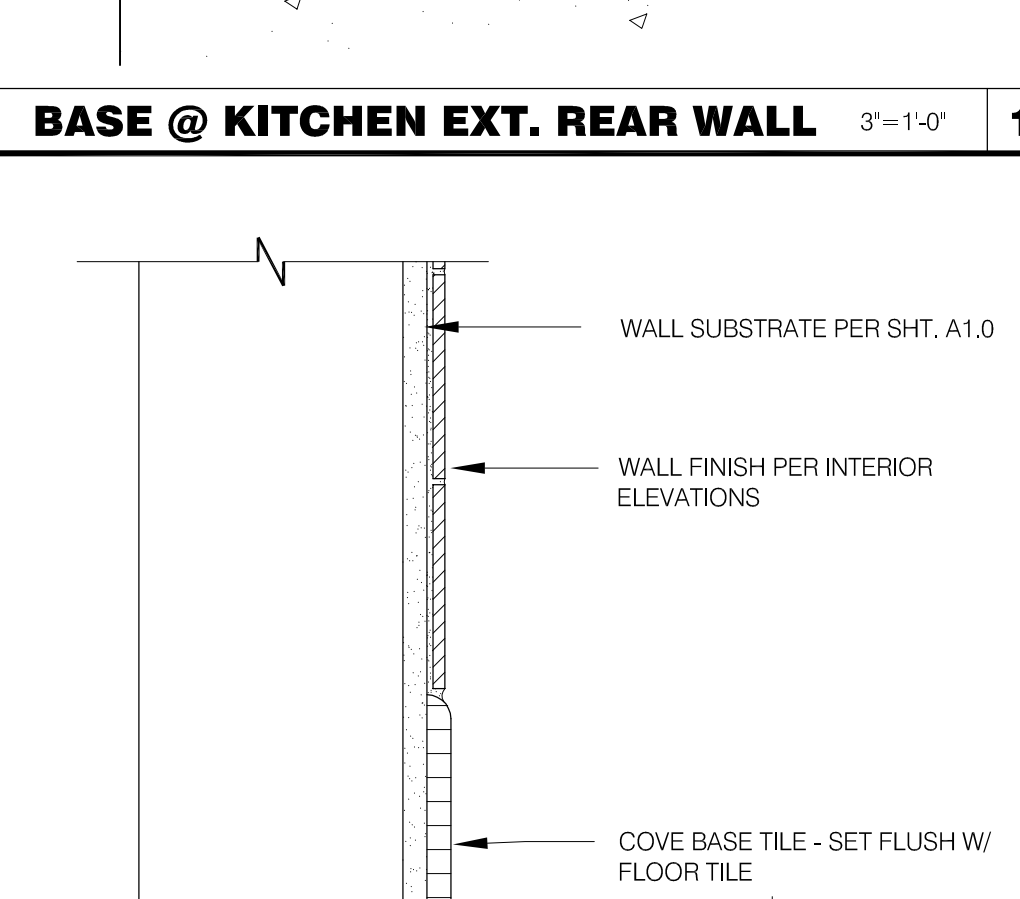 BASE @ KITCHEN EXT. REAR WALL 3"=1'-0"
WALL SUBSTRATE PER SHT. A1.0
WALL FINISH PER INTERIOR
ELEVATIONS
COVE BASE TILE - SET FLUSH W/
FLOOR TILE